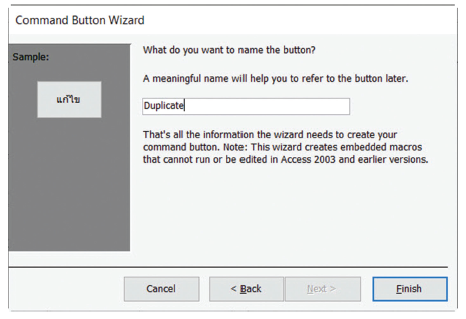 Command Button Wizard
Sample:
แก้ไข
What do you want to name the button?
A meaningful name will help you to refer to the button later.
Duplicate
That's all the information the wizard needs to create your
command button. Note: This wizard creates embedded macros
that cannot run or be edited in Access 2003 and earlier versions.
Cancel
< Back
Next >
Finish